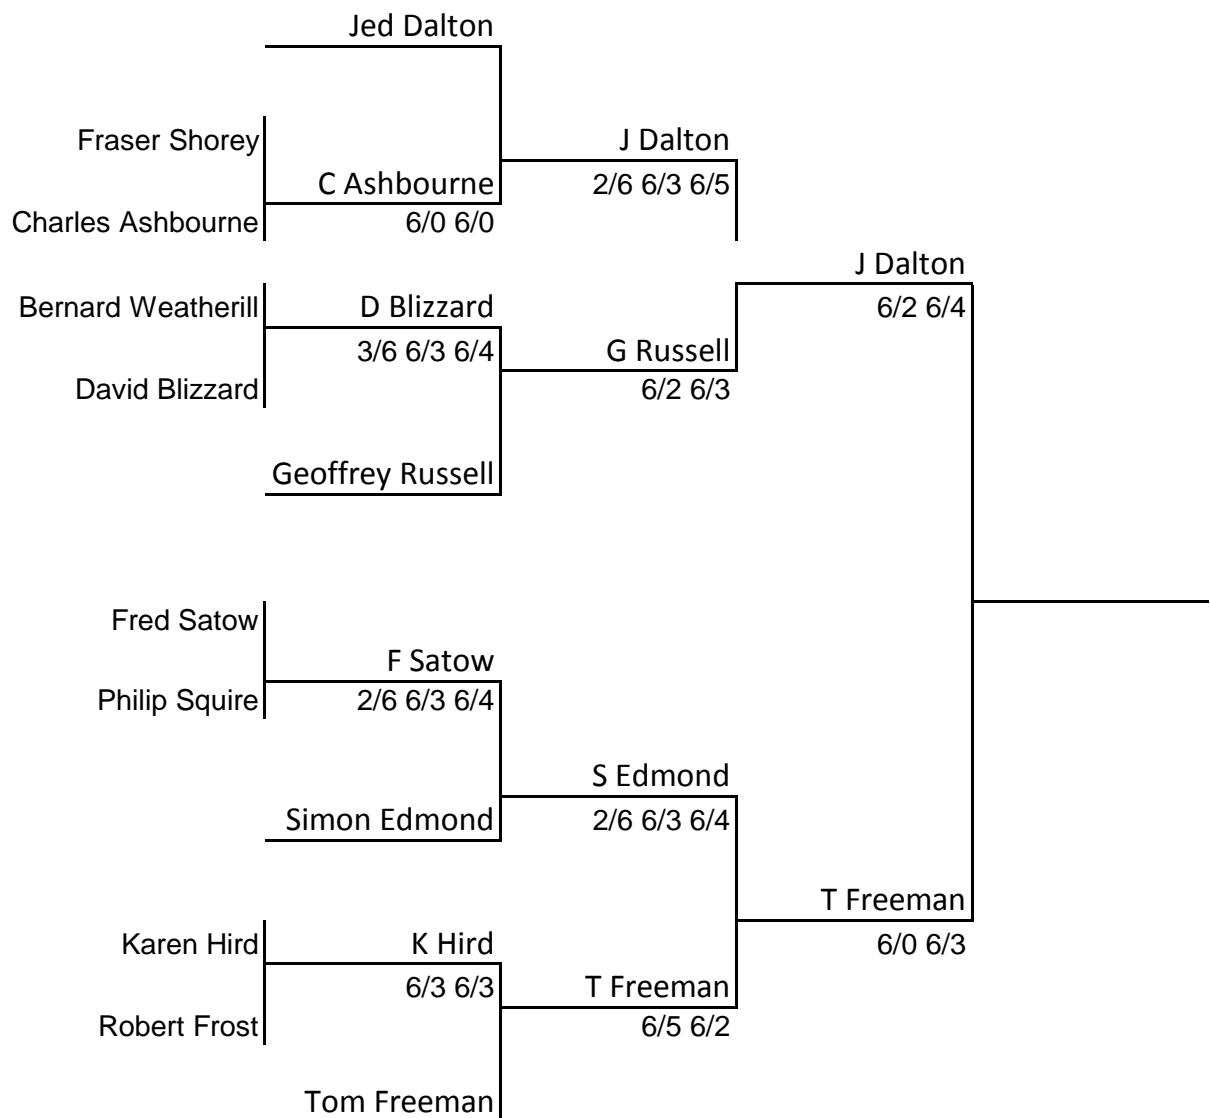 Jed Dalton
Fraser Shorey
J Dalton
C Ashbourne
2/6 6/3 6/5
Charles Ashbourne
6/0 6/0
J Dalton
Bernard Weatherill
D Blizzard
6/2 6/4
3/6 6/3 6/4
G Russell
David Blizzard
6/2 6/3
Geoffrey Russell
Fred Satow
F Satow
Philip Squire
2/6 6/3 6/4
S Edmond
Simon Edmond
2/6 6/3 6/4
T Freeman
Karen Hird
K Hird
6/0 6/3
6/3 6/3
T Freeman
Robert Frost
6/5 6/2
Tom Freeman